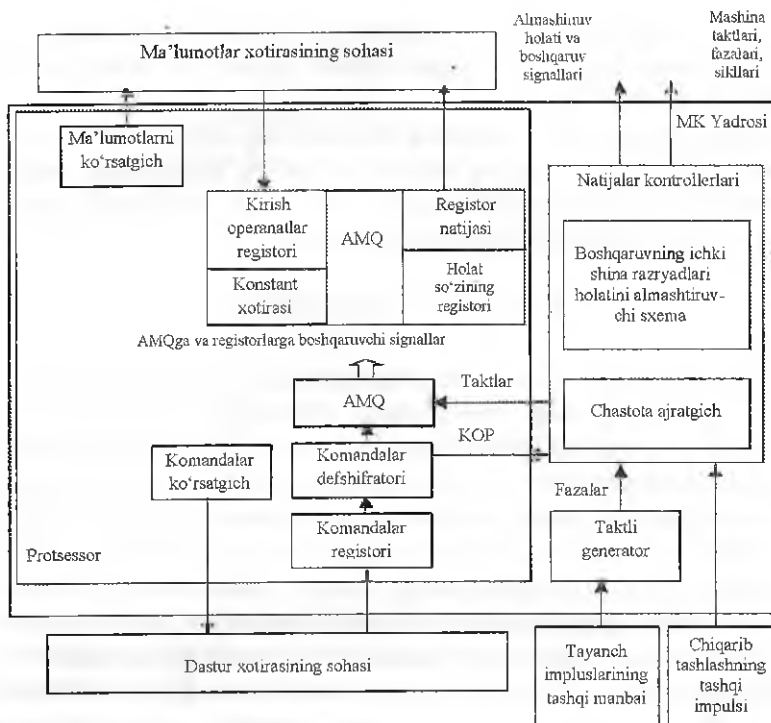 Ma’lumotlar xotirasining sohasi
Almashinuv
holati va
boshqaruv
signallari
Mashina
taktlari,
fazalari,
sikllari
MK Yadrosi
Ma’lumotlarni
ko‘rsatgich
Kirish
operanatlar
registori
Konstant
xotirasi
AMQ
Registor
natijasi
Holat
so‘zining
registori
Natijalar kontrollerlari
Boshqaruvning ichki
shina razryadlari
holatini almashtiruv-
chi sxema
Chastota ajratgich
AMQga va registorlarga boshqaruvchi signallar
AMQ
Taktlar
KOP
Komandalar
ko‘rsatgich
Komandalar
defshifratori
Komandalar
registori
Protsessor
Fazalar
Taktli
generator
Dastur xotirasining sohasi
Tayanch
impluslarining
tashqi manbai
Chiqarib
tashlashning
tashqi
impulsi